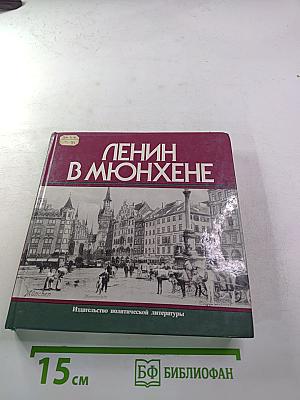 ЛЕНИН
В МЮНХЕНЕ
München
Издательство политической литературы
15 см
БФ БИБЛИОФАН